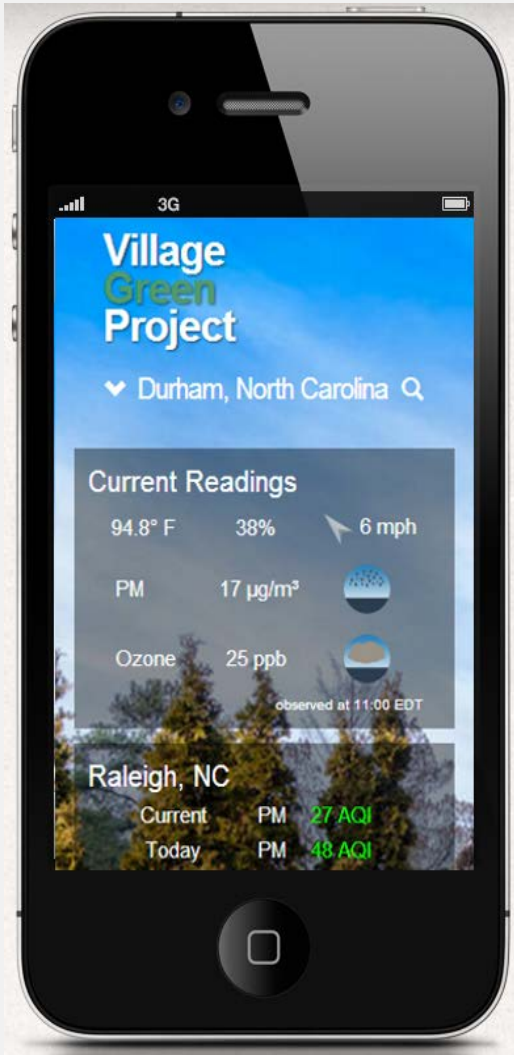 3G
Village
Green
Project
Durham, North Carolina
Current Readings
94.8° F 38% 6 mph
PM 17 µg/m³
Ozone 25 ppb
observed at 11:00 EDT
Raleigh, NC
Current PM 27 AQI
Today PM 48 AQI